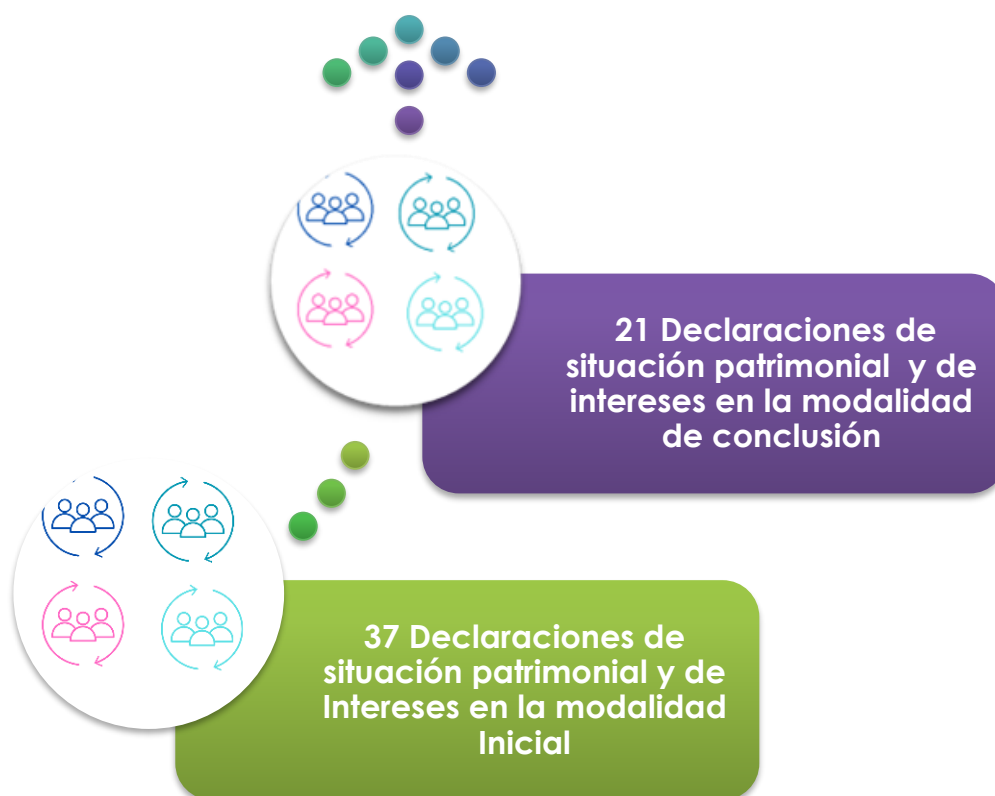 21 Declaraciones de
situación patrimonial y de
intereses en la modalidad
de conclusión
37 Declaraciones de
situación patrimonial y de
Intereses en la modalidad
Inicial